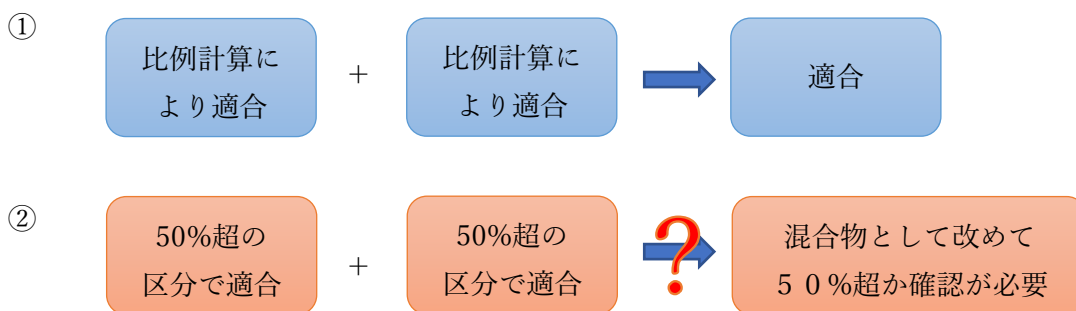 ①
比例計算に
より適合
+
比例計算に
より適合
適合
②
50%超の
区分で適合
+
50%超の
区分で適合
?
混合物として改めて
５０%超か確認が必要